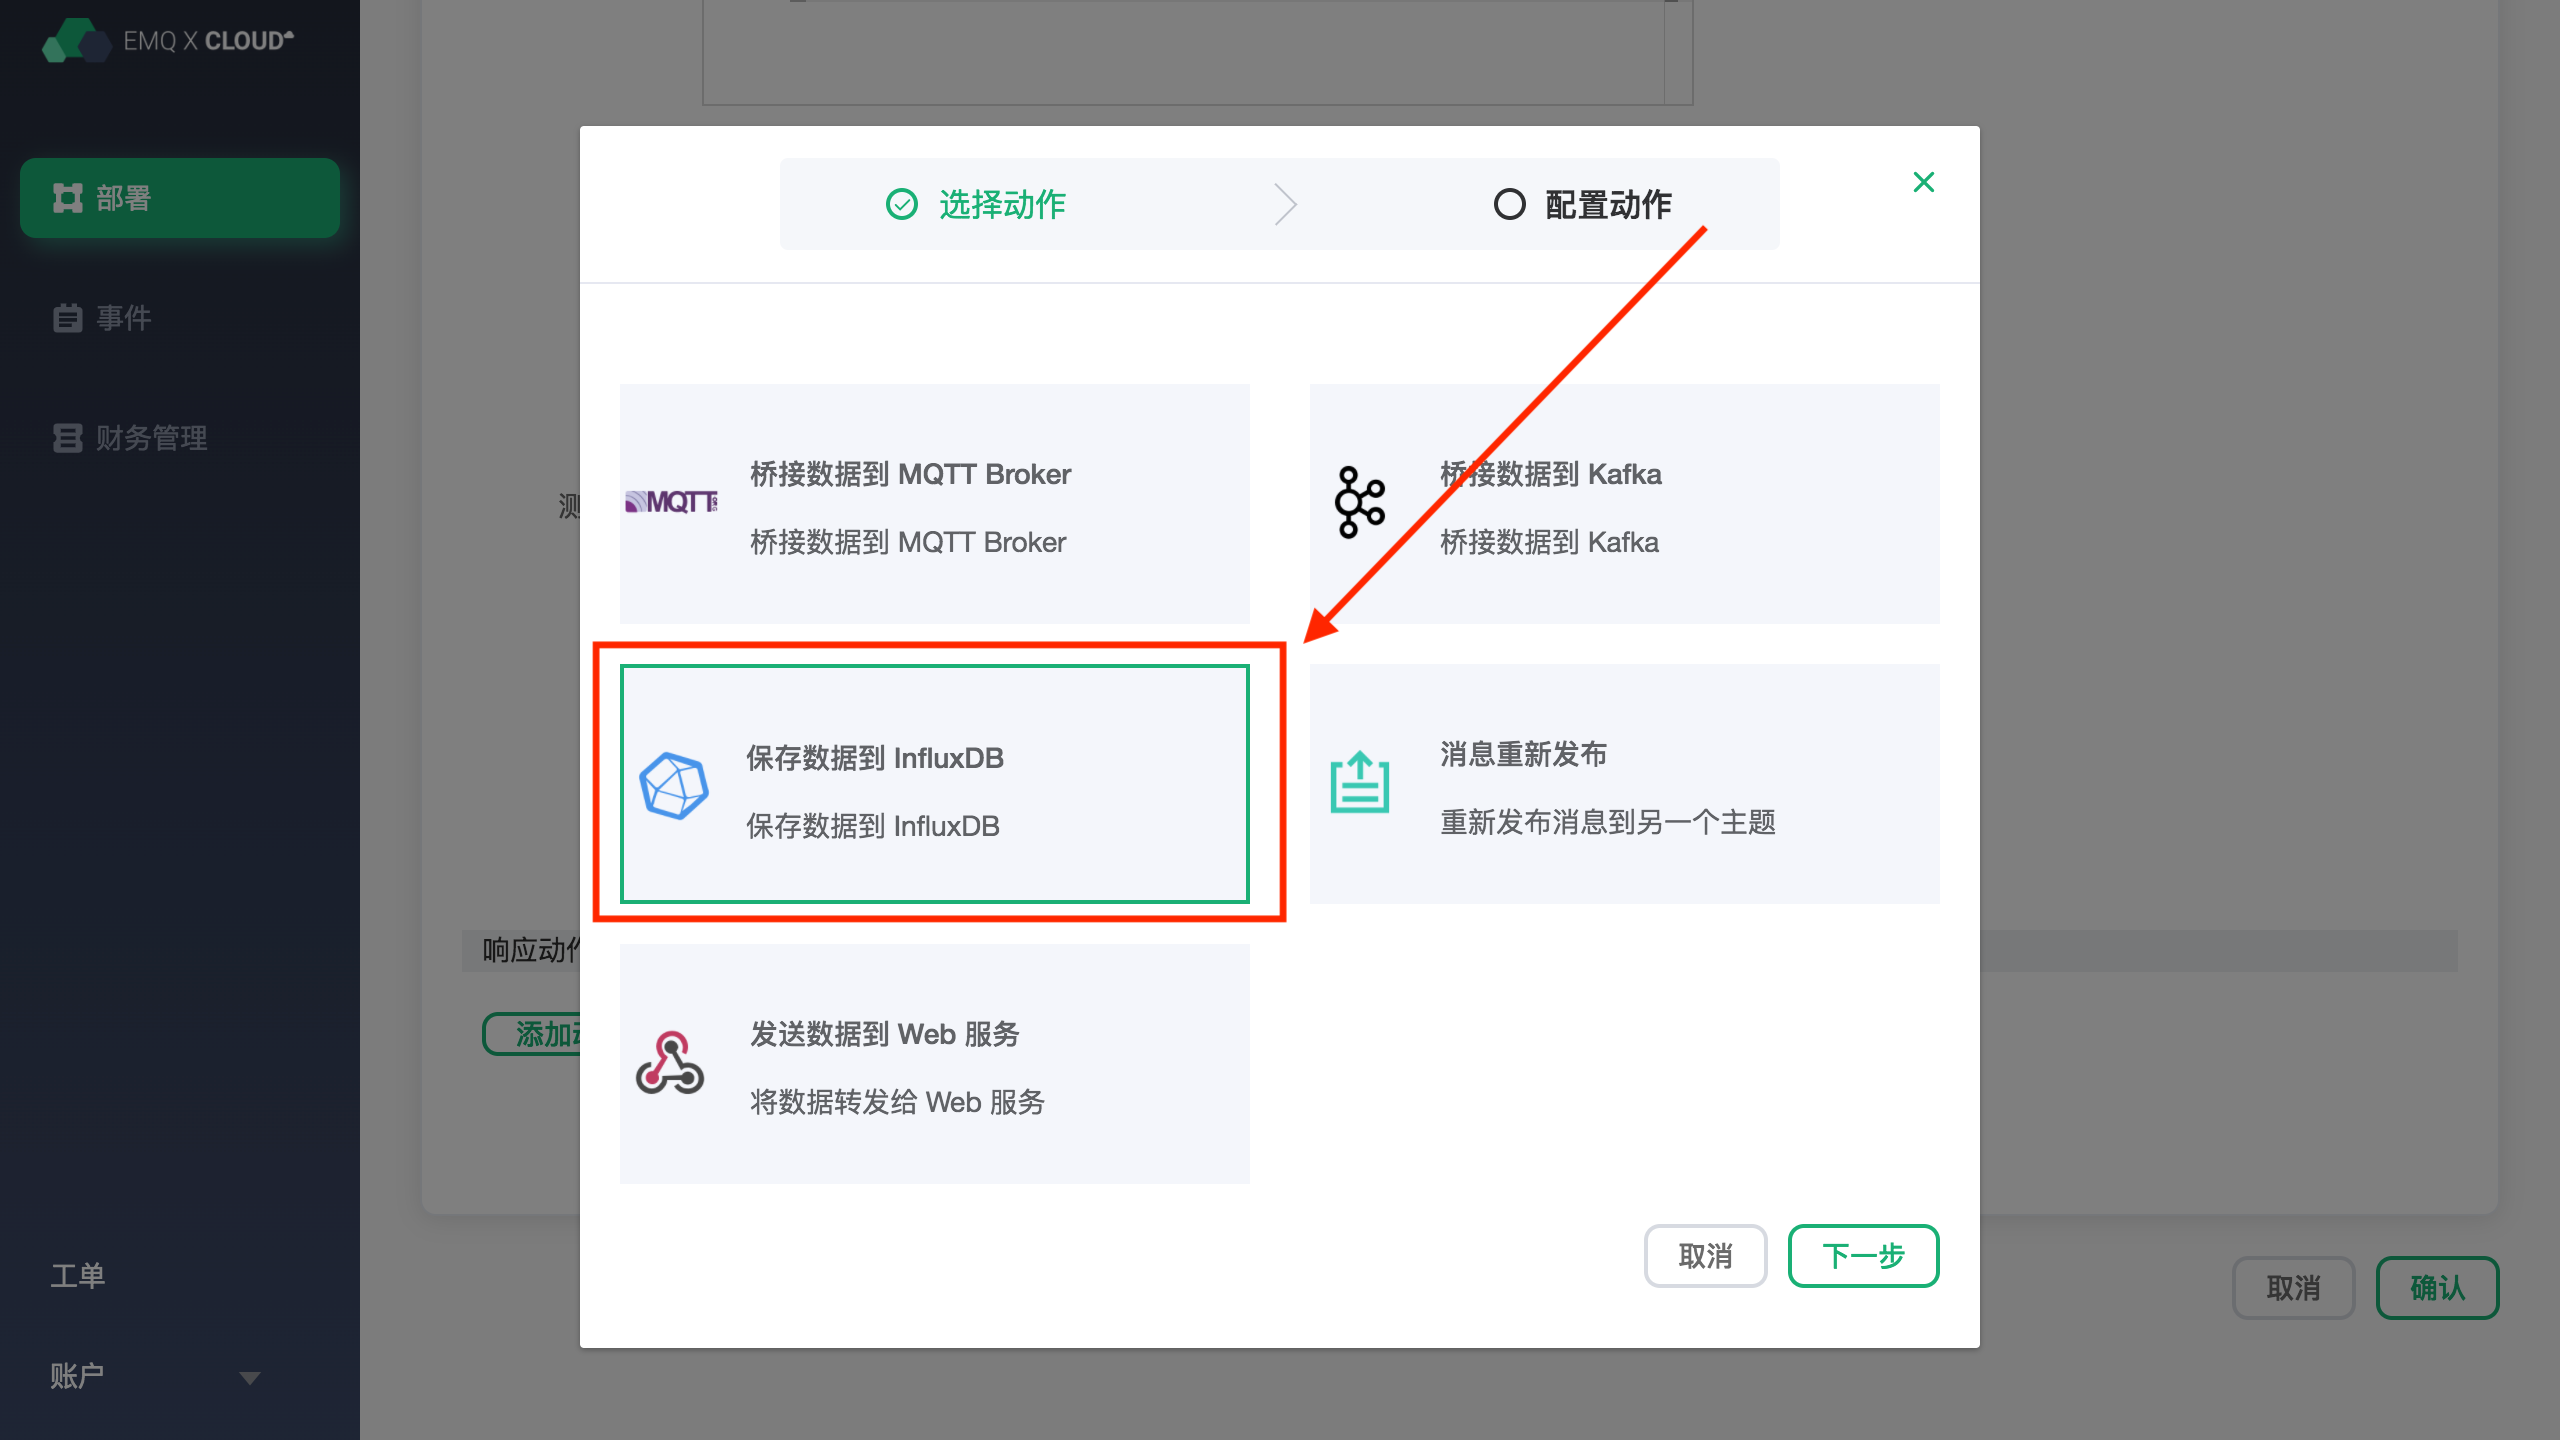 EMQ X CLOUD
部署
事件
财务管理
工单
账户
选择动作
配置动作
桥接数据到 MQTT Broker
桥接数据到 MQTT Broker
MQTT
桥接数据到 Kafka
桥接数据到 Kafka
测
保存数据到 InfluxDB
保存数据到 InfluxDB
消息重新发布
重新发布消息到另一个主题
响应动作
发送数据到 Web 服务
将数据转发给 Web 服务
添加
取消
下一步
取消
确认